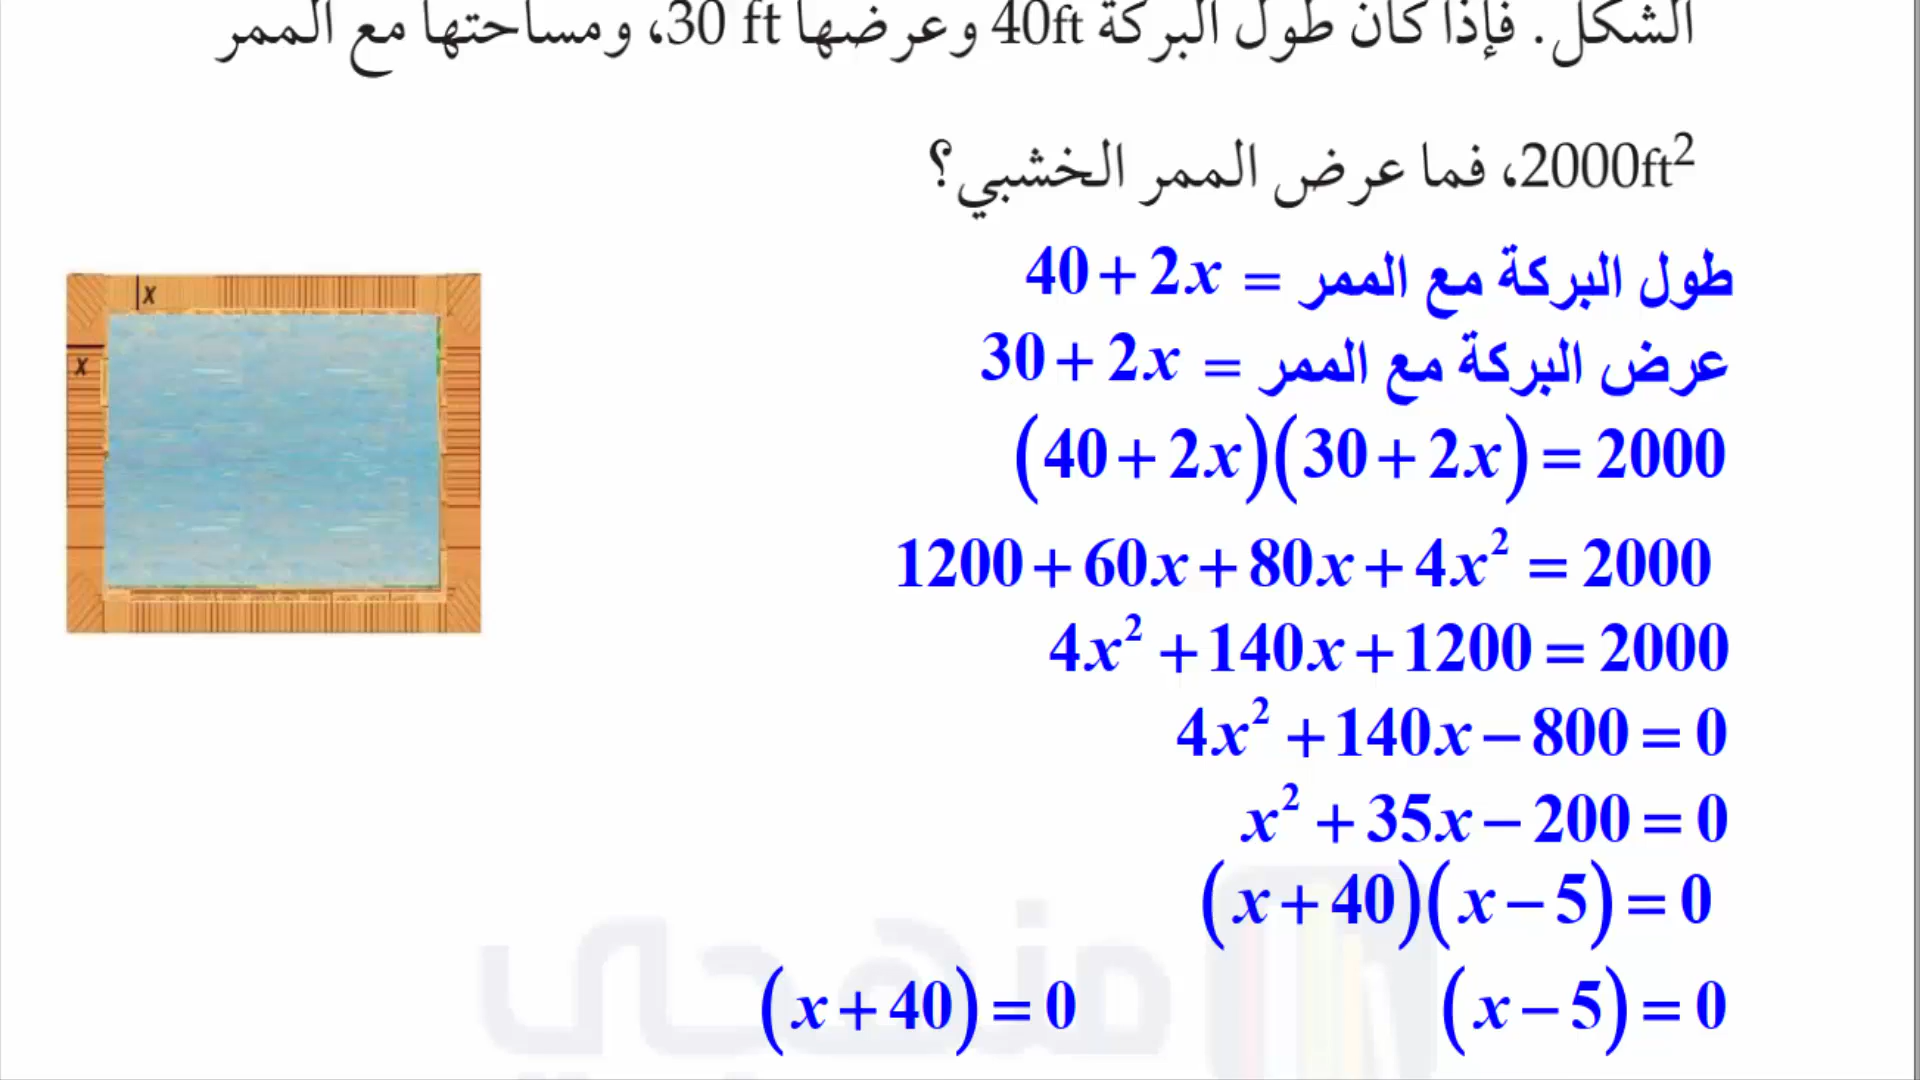 الشكل. فإذا كان طول البركة 40ft وعرضها 30 ft، ومساحتها مع الممر
2000ft²، فما عرض الممر الخشبي؟
طول البركة مع الممر = 40 + 2x
عرض البركة مع الممر = 30 + 2x
(40 + 2x)(30 + 2x) = 2000
1200 + 60x + 80x + 4x² = 2000
4x² + 140x + 1200 = 2000
4x² + 140x − 800 = 0
x² + 35x − 200 = 0
(x + 40)(x − 5) = 0
(x − 5) = 0
(x + 40) = 0
x
x
منهجي